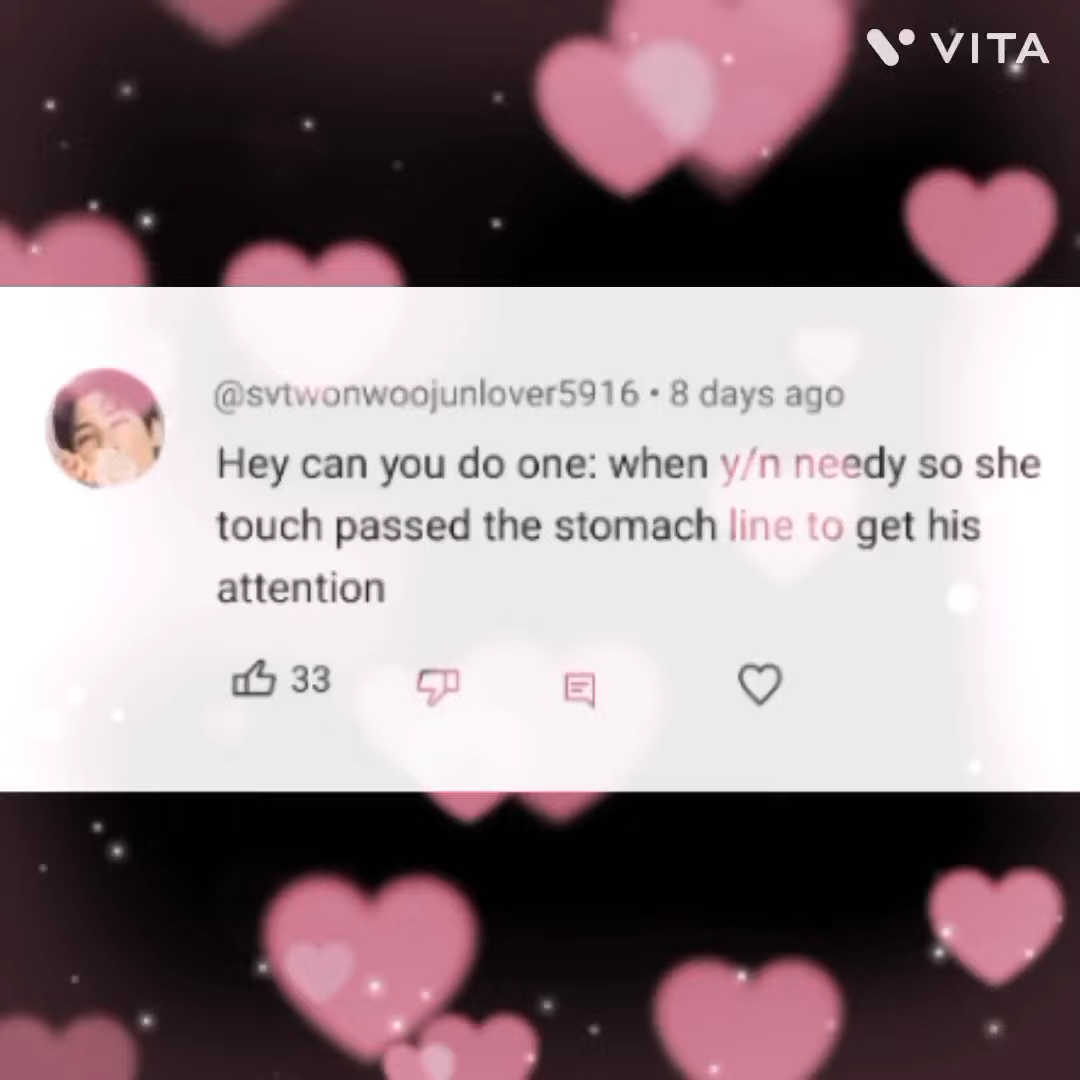 VITA
@svtwonwoojunlover5916 • 8 days ago
Hey can you do one: when y/n needy so she
touch passed the stomach line to get his
attention
33